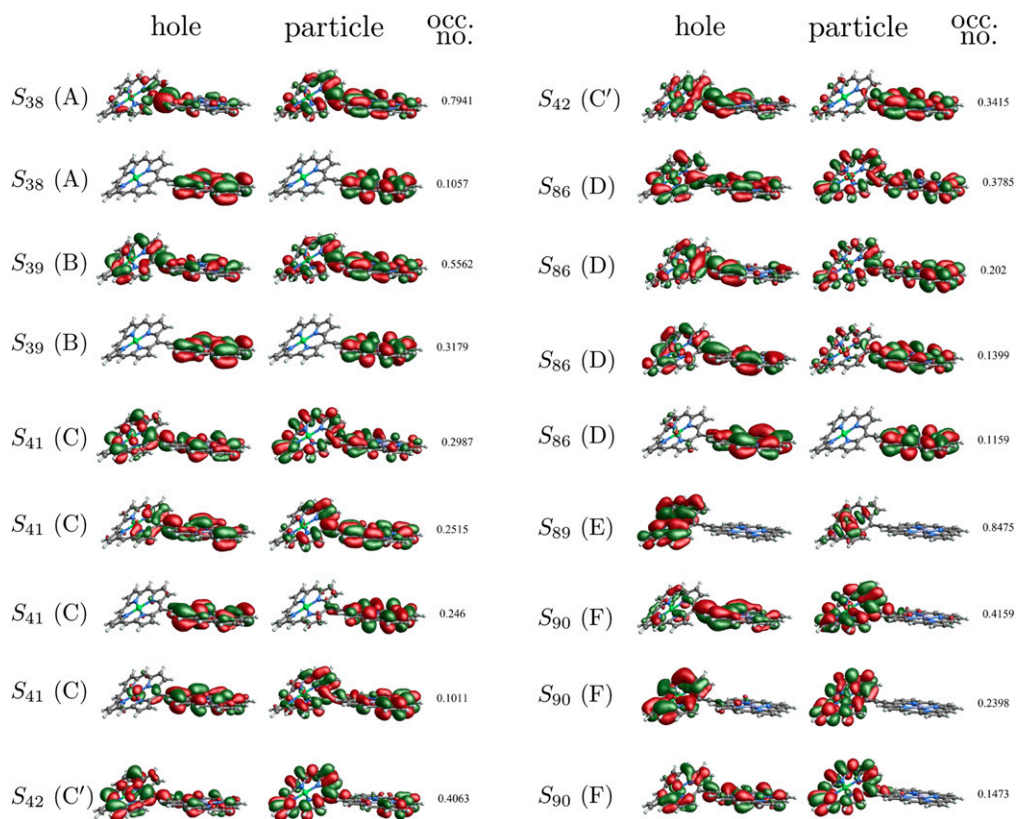 hole particle occ. no.
S38 (A) 0.7941
S38 (A) 0.1057
S39 (B) 0.5562
S39 (B) 0.3179
S41 (C) 0.2987
S41 (C) 0.2515
S41 (C) 0.246
S41 (C) 0.1011
S42 (C′) 0.4063
hole particle occ. no.
S42 (C′) 0.3415
S86 (D) 0.3785
S86 (D) 0.202
S86 (D) 0.1399
S86 (D) 0.1159
S89 (E) 0.8475
S90 (F) 0.4159
S90 (F) 0.2398
S90 (F) 0.1473